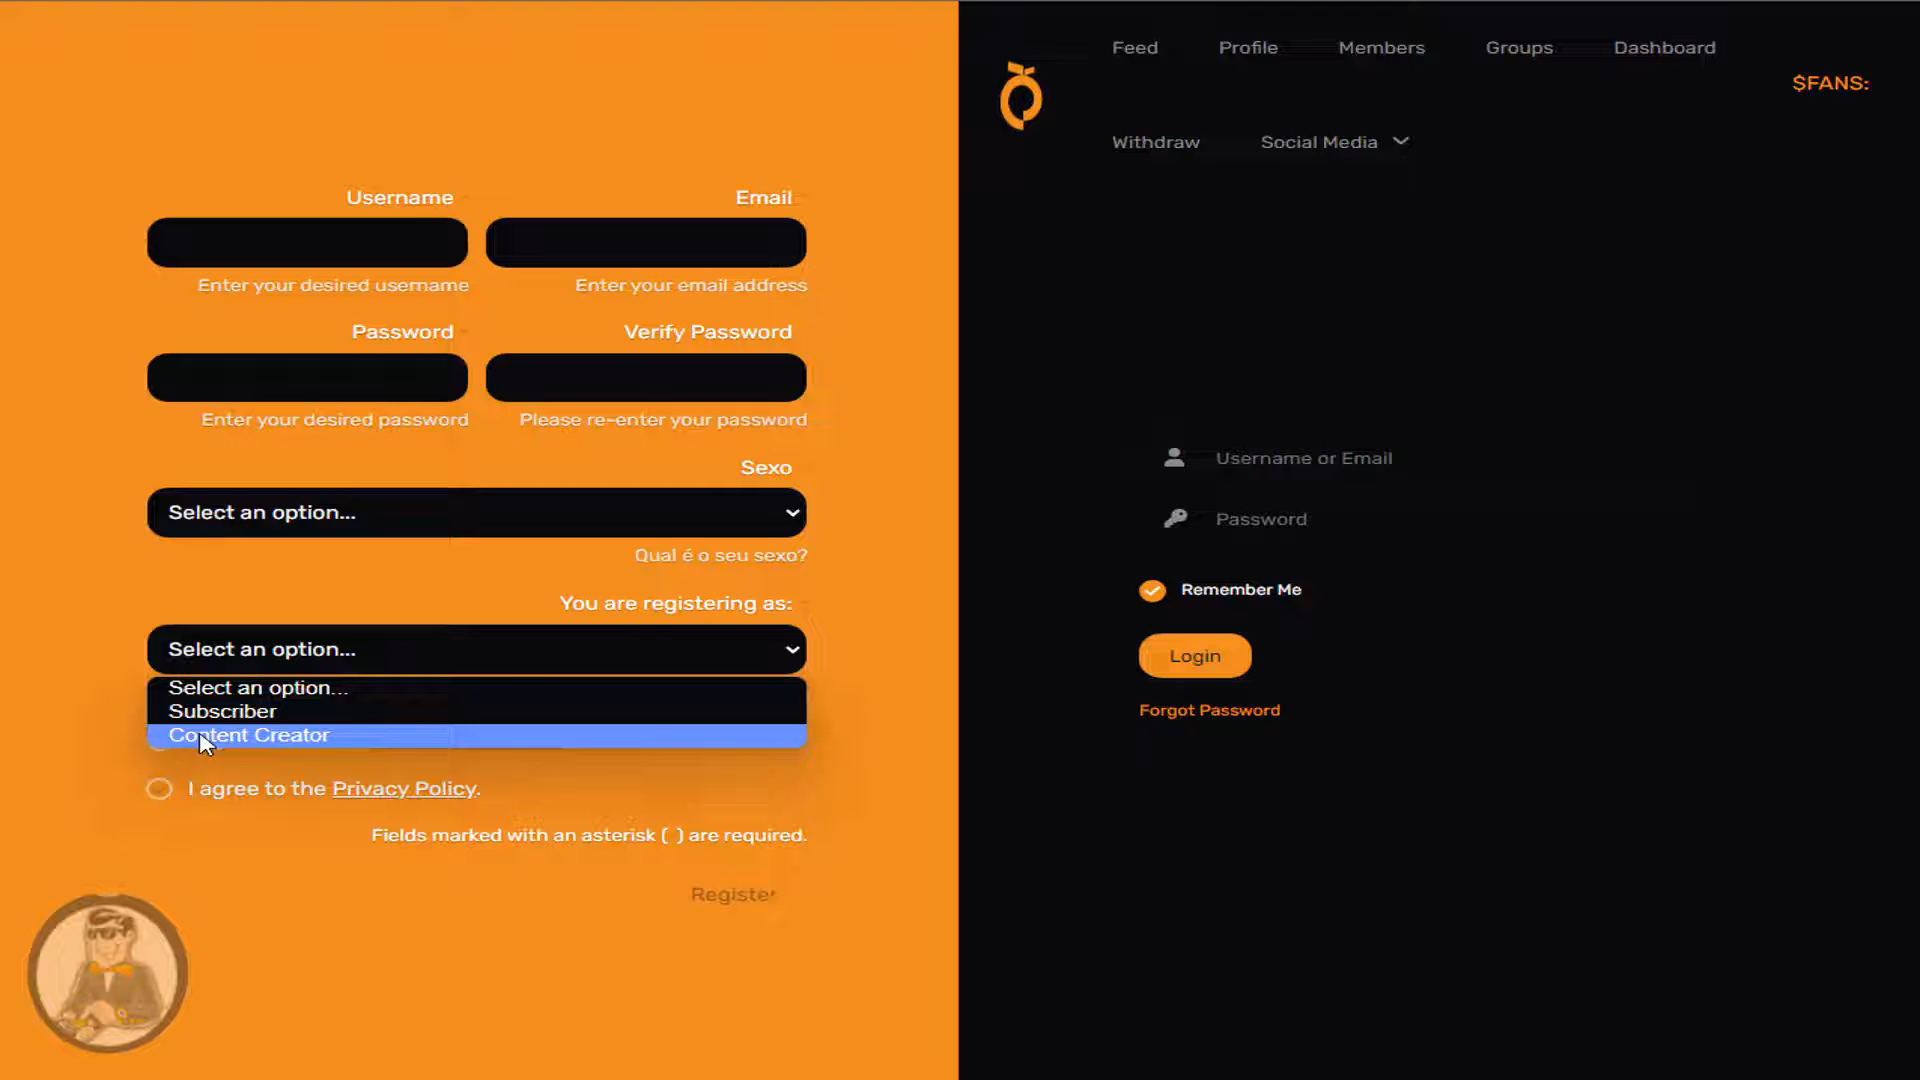 Username
Email
Enter your desired username
Enter your email address
Password
Verify Password
Enter your desired password
Please re-enter your password
Sexo
Select an option...
Qual é o seu sexo?
You are registering as:
Select an option...
Select an option...
Subscriber
Content Creator
I agree to the Privacy Policy.
Fields marked with an asterisk ( ) are required.
Register
Feed
Profile
Members
Groups
Dashboard
$FANS:
Withdraw
Social Media
Username or Email
Password
Remember Me
Login
Forgot Password